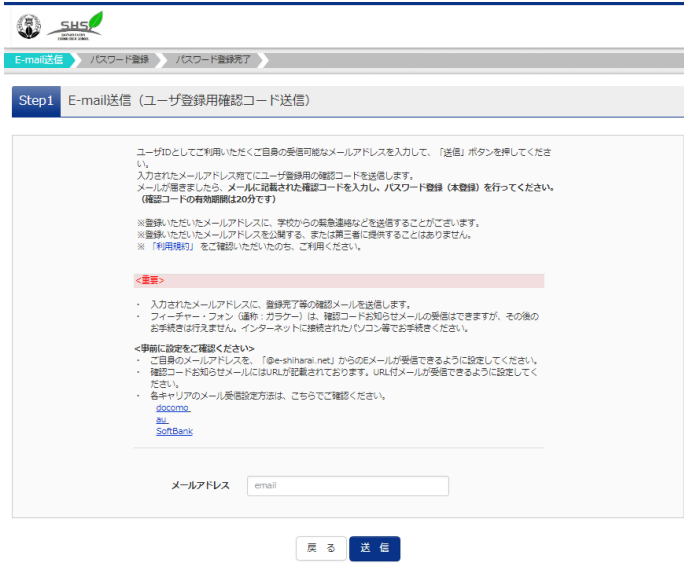 SHS
E-mail送信
パスワード登録
パスワード登録完了
Step1 E-mail送信（ユーザ登録用確認コード送信）
ユーザIDとしてご利用いただくご自身の受信可能なメールアドレスを入力して、「送信」ボタンを押してくださ
い。
入力されたメールアドレス宛てにユーザ登録用の確認コードを送信します。
メールが届きましたら、メールに記載された確認コードを入力し、パスワード登録（本登録）を行ってください。
（確認コードの有効期間は20分です）
※登録いただいたメールアドレスに、学校からの緊急連絡などを送信することがございます。
※登録いただいたメールアドレスを公開する、または第三者に提供することはありません。
※ 「利用規約」 をご確認いただいたのち、ご利用ください。
<重要>
・ 入力されたメールアドレスに、登録完了等の確認メールを送信します。
・ フィーチャー・フォン（通称：ガラケー）は、確認コードお知らせメールの受信はできますが、その後の
お手続きは行えません。インターネットに接続されたパソコン等でお手続きください。
<事前に設定をご確認ください>
・ ご自身のメールアドレスを、「@e-shiharai.net」からのEメールが受信できるように設定してください。
・ 確認コードお知らせメールにはURLが記載されております。URL付メールが受信できるように設定してく
ださい。
・ 各キャリアのメール受信設定方法は、こちらでご確認ください。
docomo
au
SoftBank
メールアドレス email
戻 る 送 信